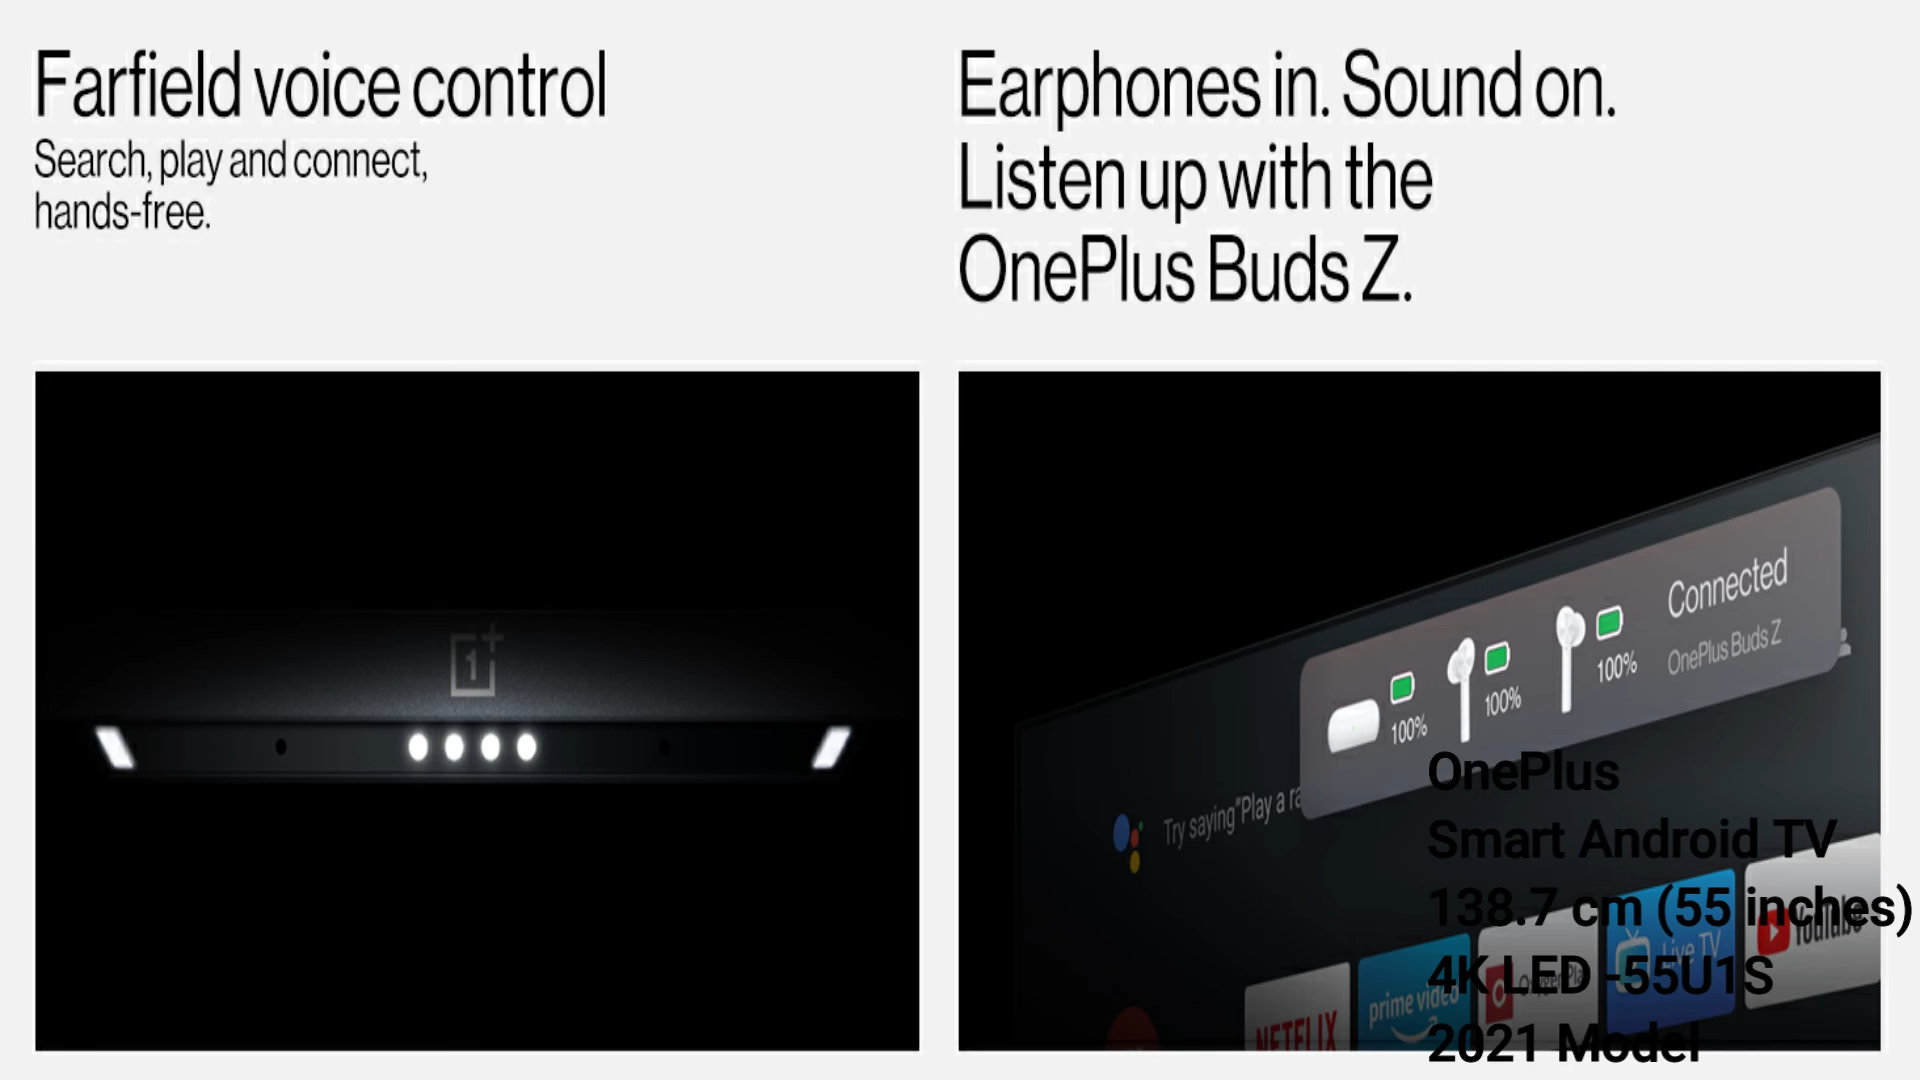 Farfield voice control
Search, play and connect,
hands-free.
Earphones in. Sound on.
Listen up with the
OnePlus Buds Z.
1+
Connected
OnePlus Buds Z
100%
100%
100%
Try saying"Play a
OnePlus
Smart Android TV
138.7 cm (55 inches)
4K LED -55U1S
2021 Model
NETFLIX
prime video
Live TV
YouTube